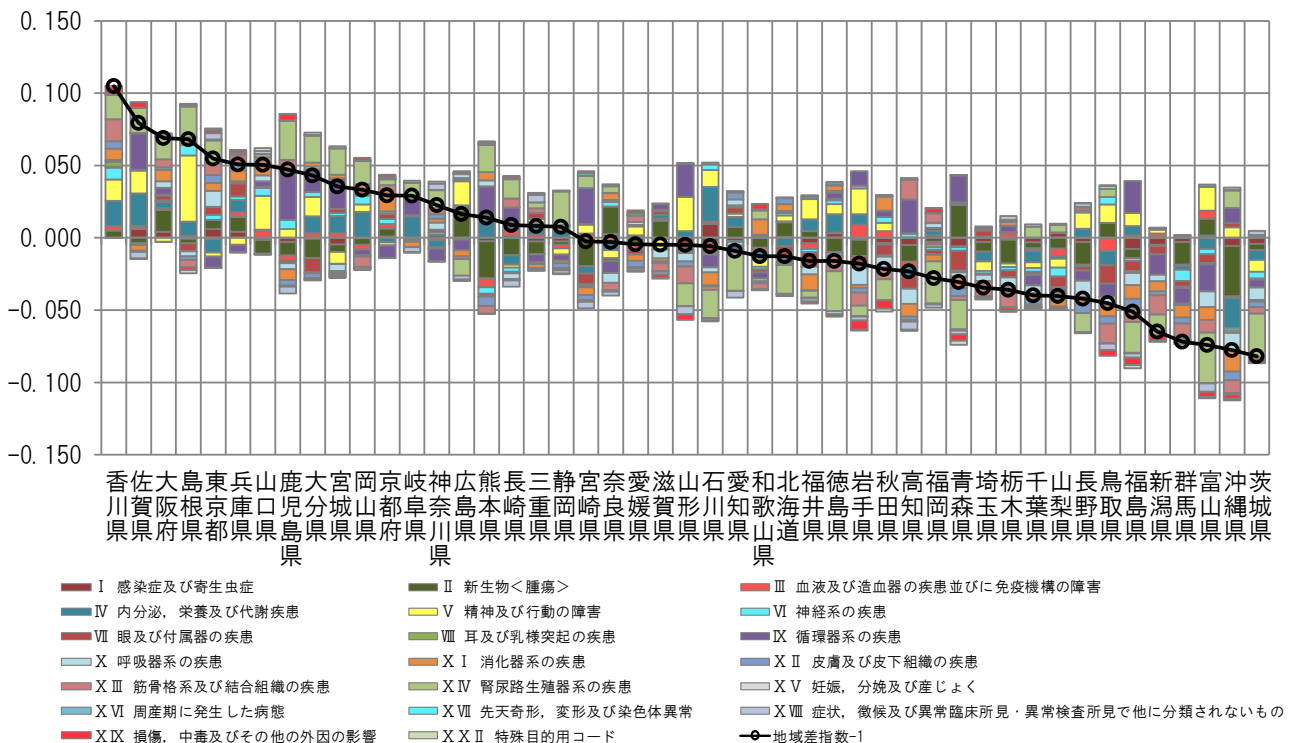 0.150
0.100
0.050
0.000
-0.050
-0.100
-0.150
香川県 佐賀県 大阪府 島根県 東京都 兵庫県 山口県 鹿児島県 大分県 宮城県 岡山県 京都府 岐阜県 神奈川県 広島県 熊本県 長崎県 三重県 静岡県 宮崎県 奈良県 愛媛県 滋賀県 山形県 石川県 愛知県 和歌山県 北海道 福井県 徳島県 岩手県 秋田県 高知県 福岡県 青森県 埼玉県 栃木県 千葉県 山梨県 長野県 鳥取県 福島県 新潟県 群馬県 富山県 沖縄県 茨城県
Ⅰ 感染症及び寄生虫症 Ⅱ 新生物＜腫瘍＞ Ⅲ 血液及び造血器の疾患並びに免疫機構の障害
Ⅳ 内分泌，栄養及び代謝疾患 Ⅴ 精神及び行動の障害 Ⅵ 神経系の疾患
Ⅶ 眼及び付属器の疾患 Ⅷ 耳及び乳様突起の疾患 Ⅸ 循環器系の疾患
Ⅹ 呼吸器系の疾患 ⅩⅠ 消化器系の疾患 ⅩⅡ 皮膚及び皮下組織の疾患
ⅩⅢ 筋骨格系及び結合組織の疾患 ⅩⅣ 腎尿路生殖器系の疾患 ⅩⅤ 妊娠，分娩及び産じょく
ⅩⅥ 周産期に発生した病態 ⅩⅦ 先天奇形，変形及び染色体異常 ⅩⅧ 症状，徴候及び異常臨床所見・異常検査所見で他に分類されないもの
ⅩⅨ 損傷，中毒及びその他の外因の影響 ⅩⅩⅡ 特殊目的用コード 地域差指数-1